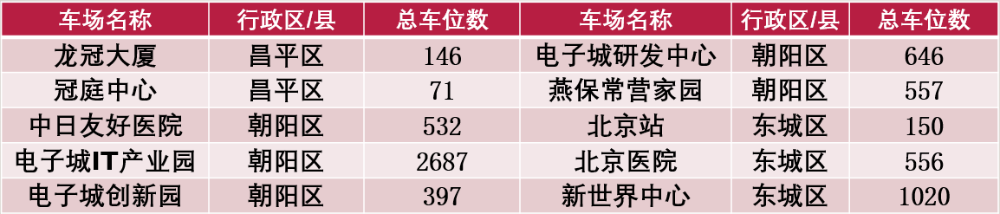 车场名称 行政区/县 总车位数 车场名称 行政区/县 总车位数
龙冠大厦 昌平区 146 电子城研发中心 朝阳区 646
冠庭中心 昌平区 71 燕保常营家园 朝阳区 557
中日友好医院 朝阳区 532 北京站 东城区 150
电子城IT产业园 朝阳区 2687 北京医院 东城区 556
电子城创新园 朝阳区 397 新世界中心 东城区 1020